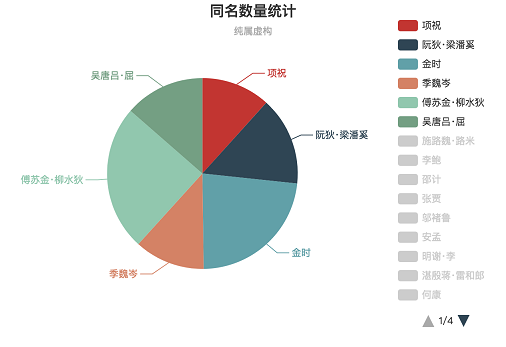 同名数量统计
纯属虚构
项祝
阮狄·梁潘奚
金时
季魏岑
傅苏金·柳水狄
吴唐吕·屈
项祝
阮狄·梁潘奚
金时
季魏岑
傅苏金·柳水狄
吴唐吕·屈
施路魏·路米
李鲍
邵计
张贾
邬褚鲁
安孟
明谢·李
湛殷蒋·雷和郎
何康
1/4